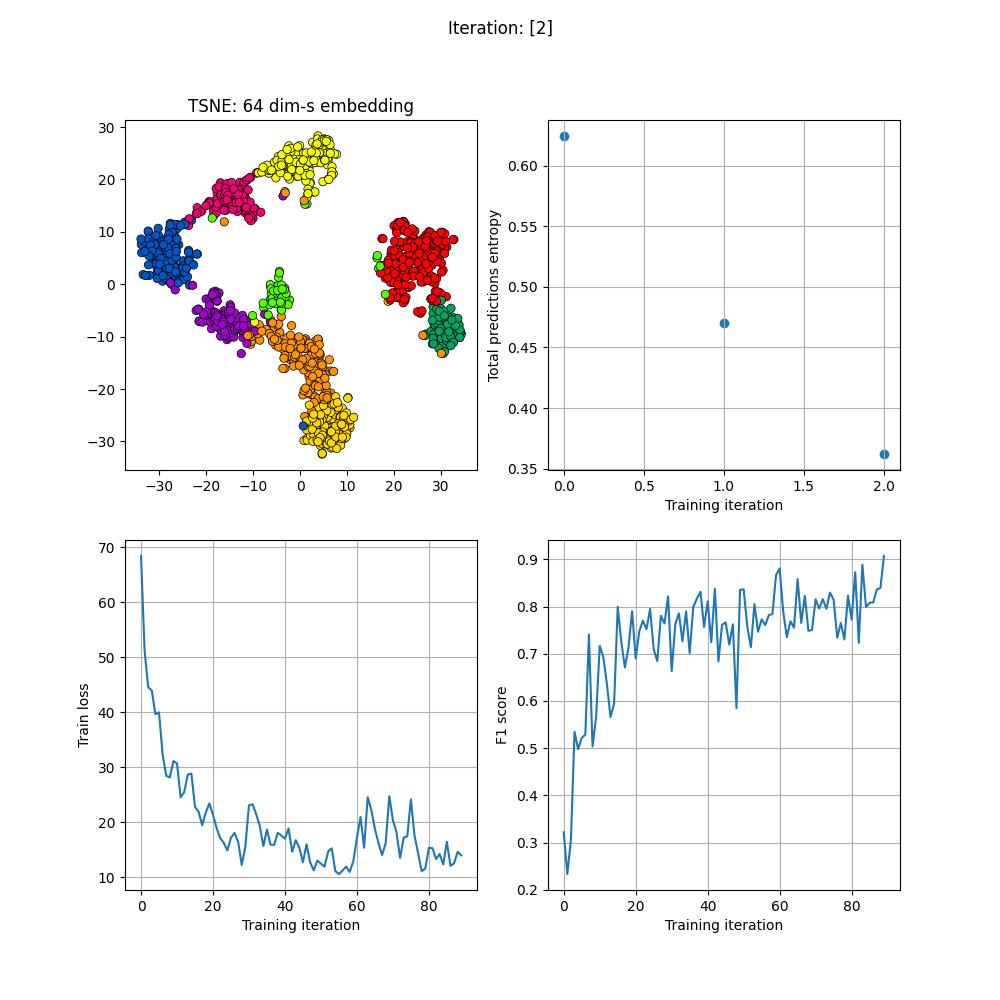 Iteration: [2]
TSNE: 64 dim-s embedding
30
20
10
0
−10
−20
−30
−30 −20 −10 0 10 20 30
Total predictions entropy
0.60
0.55
0.50
0.45
0.40
0.35
0.0 0.5 1.0 1.5 2.0
Training iteration
Train loss
70
60
50
40
30
20
10
0 20 40 60 80
Training iteration
F1 score
0.9
0.8
0.7
0.6
0.5
0.4
0.3
0.2
0 20 40 60 80
Training iteration